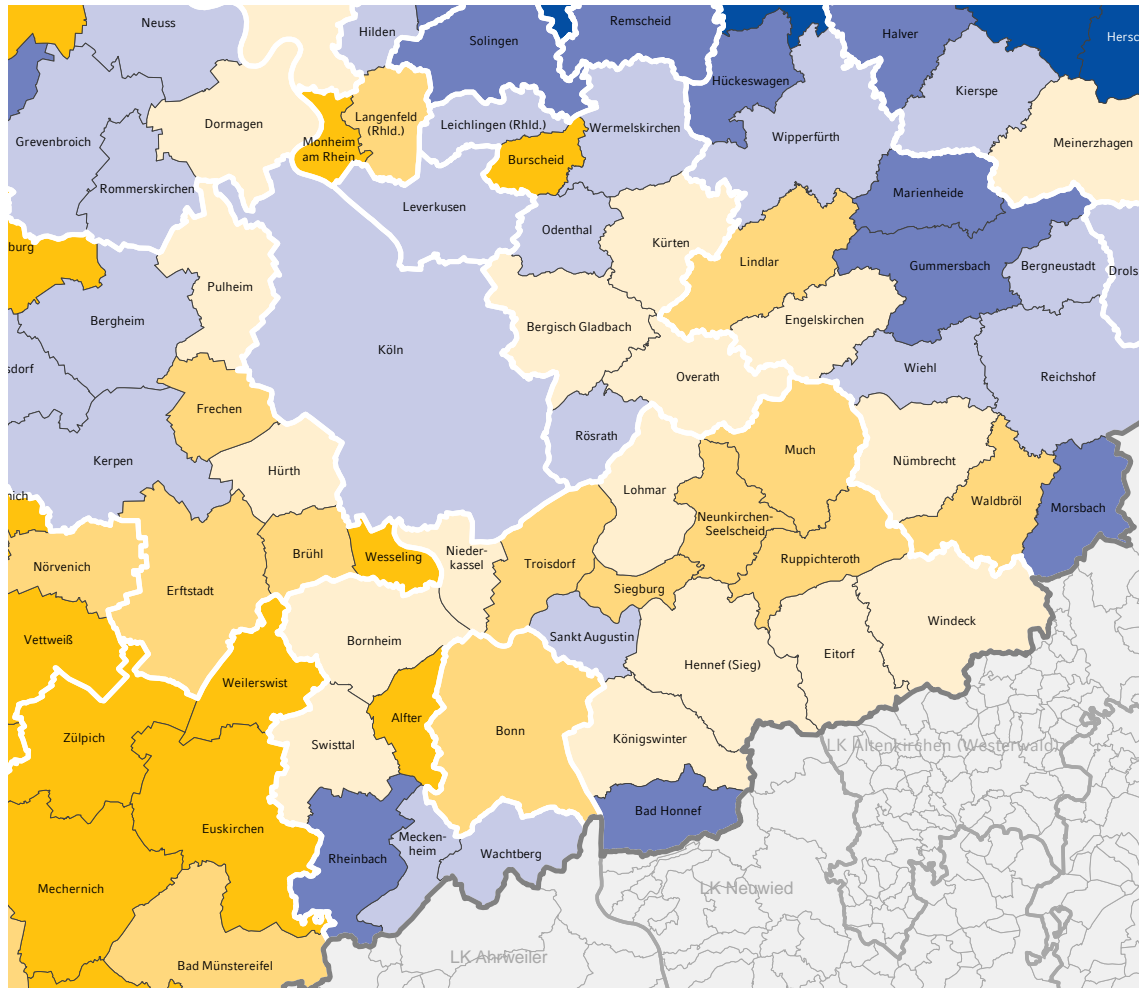 Neuss
Hilden
Solingen
Remscheid
Halver
Hückeswagen
Kierspe
Dormagen
Langenfeld
(Rhld.)
Monheim
am Rhein
Leichlingen (Rhld.)
Wermelskirchen
Wipperfürth
Meinerzhagen
Grevenbroich
Burscheid
Rommerskirchen
Leverkusen
Marienheide
Odenthal
Kürten
Lindlar
Gummersbach
Bergneustadt
Drols
burg
Pulheim
Bergheim
Köln
Bergisch Gladbach
Engelskirchen
sdorf
Overath
Wiehl
Reichshof
Frechen
Rösrath
Kerpen
Hürth
Much
Nümbrecht
Lohmar
Waldbröl
Morsbach
nich
Neunkirchen-
Seelscheid
Nörvenich
Brühl
Wesseling
Nieder-
kassel
Troisdorf
Ruppichteroth
Erftstadt
Siegburg
Vettweiß
Bornheim
Sankt Augustin
Windeck
Hennef (Sieg)
Eitorf
Weilerswist
Zülpich
Swisttal
Alfter
Bonn
Königswinter
LK Altenkirchen (Westerwald)
Euskirchen
Bad Honnef
Mecken-
heim
Rheinbach
Wachtberg
Mechernich
LK Neuwied
Bad Münstereifel
LK Ahrweiler